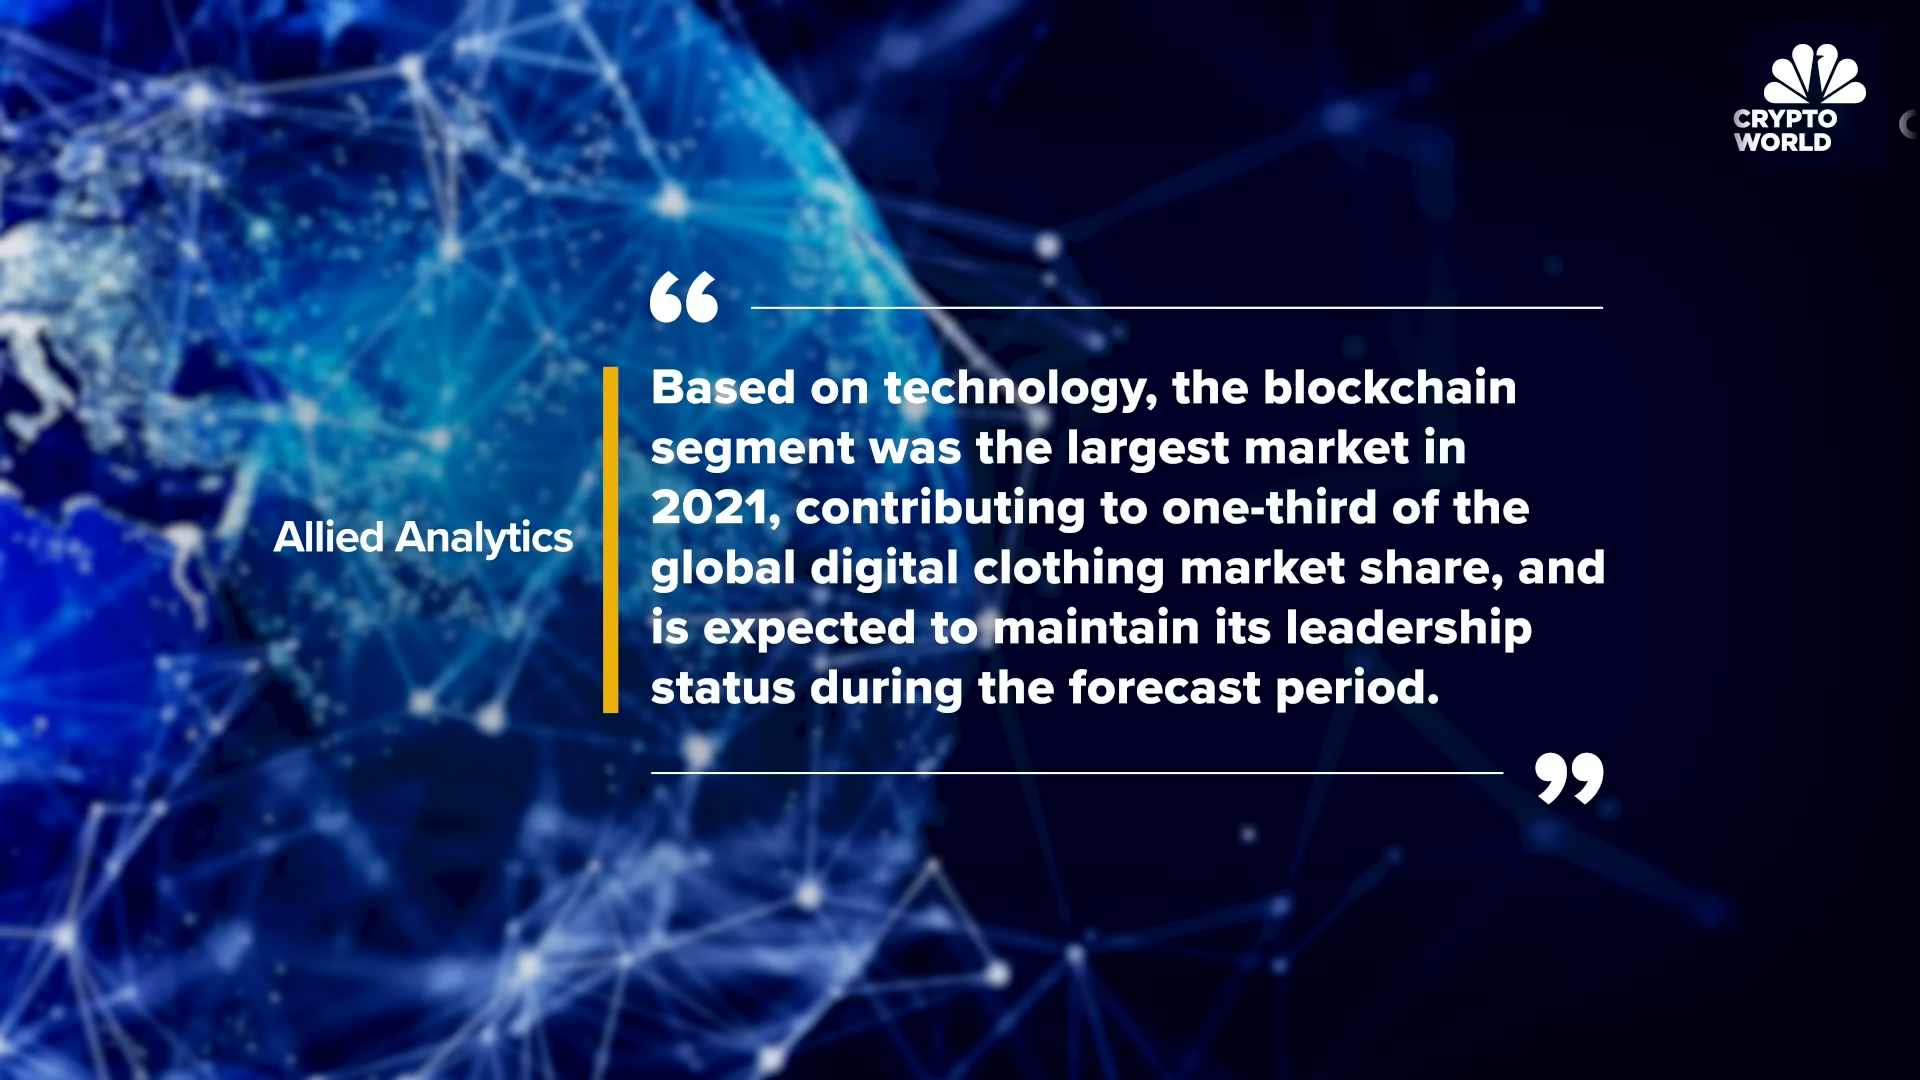 CRYPTO
WORLD
“
Allied Analytics
Based on technology, the blockchain
segment was the largest market in
2021, contributing to one-third of the
global digital clothing market share, and
is expected to maintain its leadership
status during the forecast period.
”